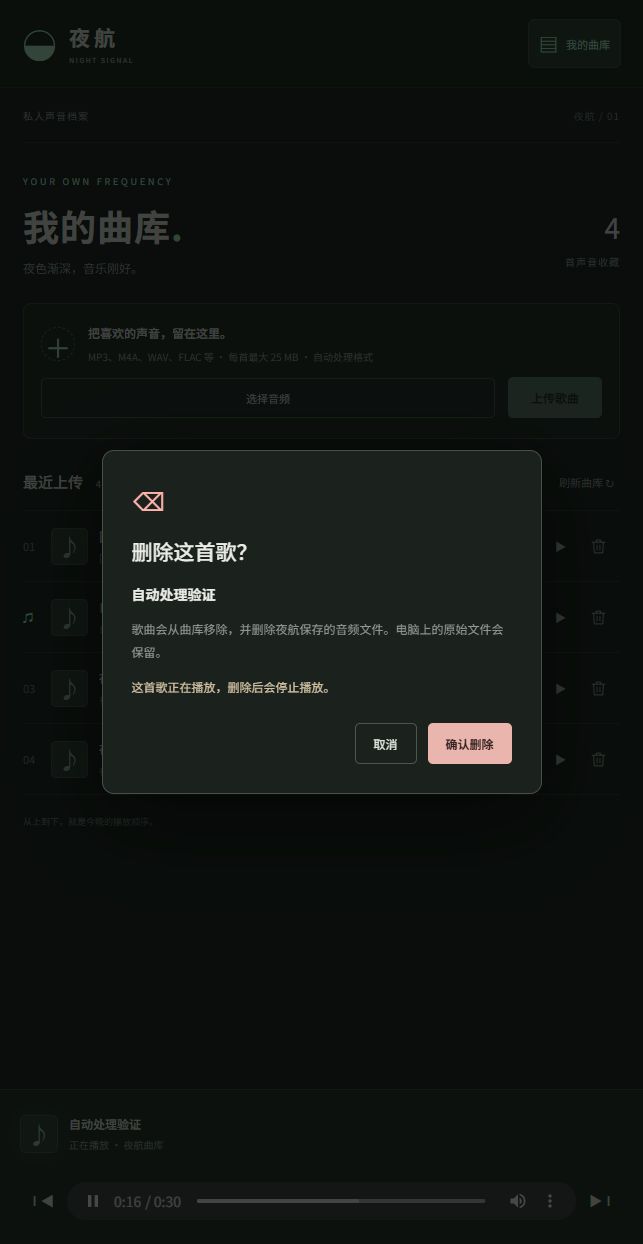 夜航
NIGHT SIGNAL
我的曲库
私人声音档案
夜航 / 01
YOUR OWN FREQUENCY
我的曲库.
夜色渐深，音乐刚好。
4
首声音收藏
把喜欢的声音，留在这里。
MP3、M4A、WAV、FLAC 等 · 每首最大 25 MB · 自动处理格式
选择音频
上传歌曲
最近上传
刷新曲库 ↻
删除这首歌？
自动处理验证
歌曲会从曲库移除，并删除夜航保存的音频文件。电脑上的原始文件会
保留。
这首歌正在播放，删除后会停止播放。
取消
确认删除
01
03
04
从上到下，就是今晚的播放顺序。
自动处理验证
正在播放 · 夜航曲库
0:16 / 0:30